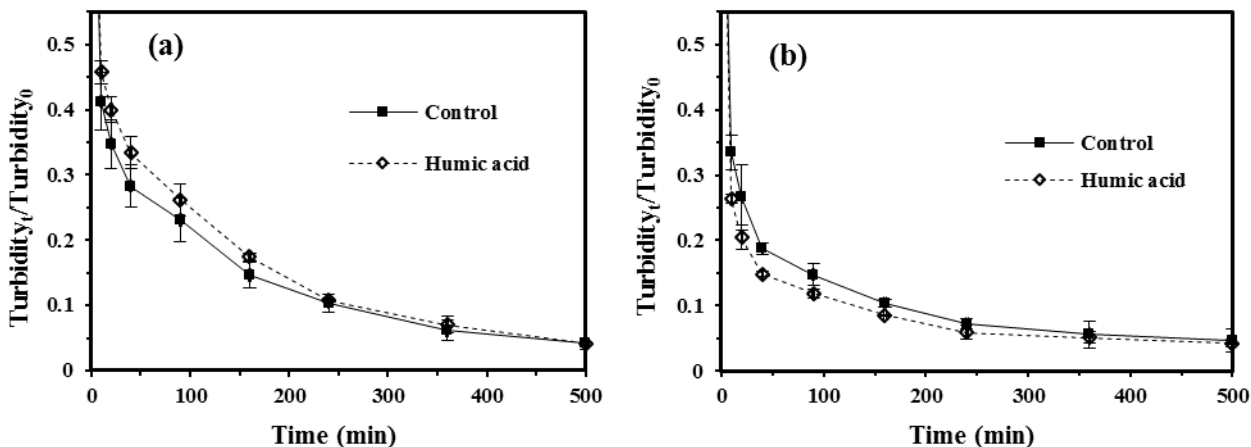 (a)
Turbidityt/Turbidity0
0.5
0.4
0.3
0.2
0.1
0
Control
Humic acid
0 100 200 300 400 500
Time (min)
(b)
Turbidityt/Turbidity0
0.5
0.4
0.3
0.2
0.1
0
Control
Humic acid
0 100 200 300 400 500
Time (min)